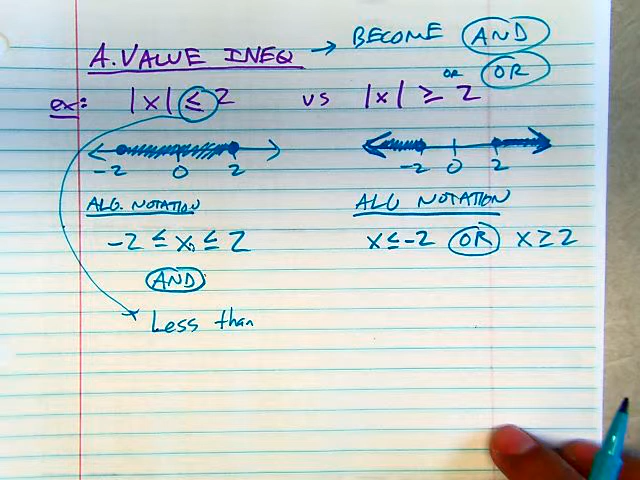 A. VALUE INEQ → BECOME AND
OR OR
ex: |x| ≤ 2 vs |x| ≥ 2
-2 0 2 -2 0 2
ALG. NOTATION ALG NOTATION
-2 ≤ x ≤ 2 x ≤ -2 OR x ≥ 2
AND
Less than